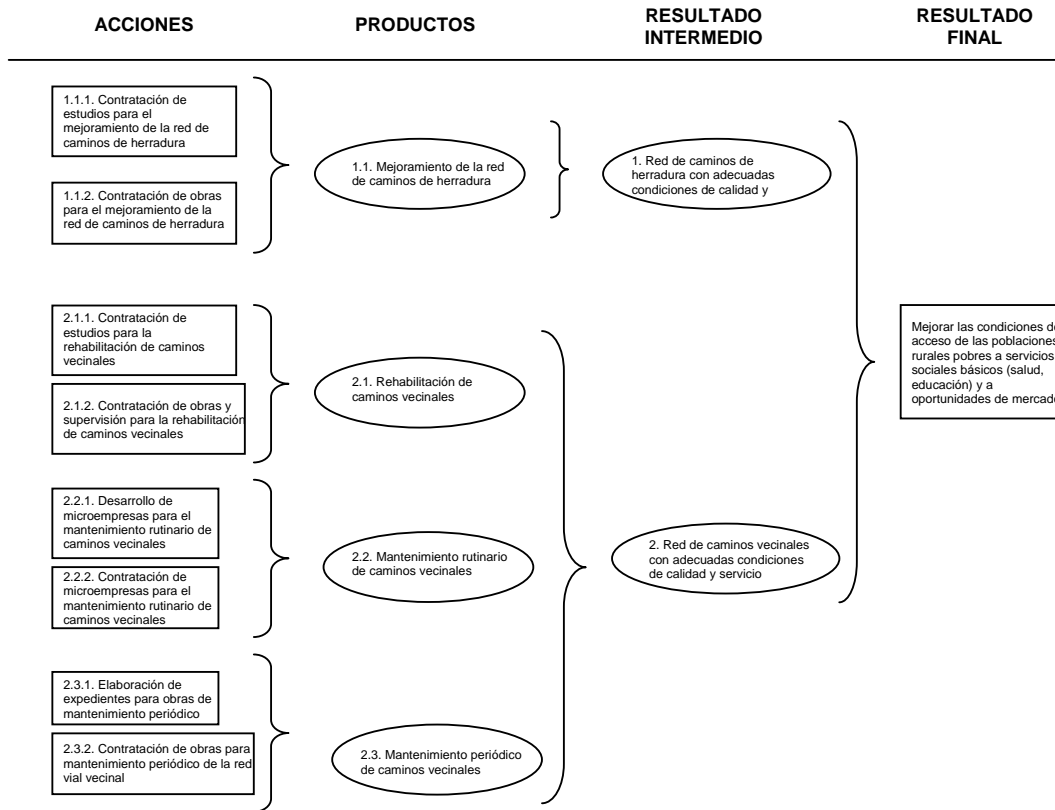 ACCIONES
PRODUCTOS
RESULTADO
INTERMEDIO
RESULTADO
FINAL
1.1.1. Contratación de
estudios para el
mejoramiento de la red de
caminos de herradura
1.1.2. Contratación de obras
para el mejoramiento de la
red de caminos de herradura
1.1. Mejoramiento de la red
de caminos de herradura
1. Red de caminos de
herradura con adecuadas
condiciones de calidad y
2.1.1. Contratación de
estudios para la
rehabilitación de caminos
vecinales
2.1.2. Contratación de obras y
supervisión para la rehabilitación
de caminos vecinales
2.1. Rehabilitación de
caminos vecinales
2.2.1. Desarrollo de
microempresas para el
mantenimiento rutinario de
caminos vecinales
2.2.2. Contratación de
microempresas para el
mantenimiento rutinario de
caminos vecinales
2.2. Mantenimiento rutinario
de caminos vecinales
2.3.1. Elaboración de
expedientes para obras de
mantenimiento periódico
2.3.2. Contratación de obras para
mantenimiento periódico de la red
vial vecinal
2.3. Mantenimiento periódico
de caminos vecinales
2. Red de caminos vecinales
con adecuadas condiciones
de calidad y servicio
Mejorar las condiciones de
acceso de las poblaciones
rurales pobres a servicios
sociales básicos (salud,
educación) y a
oportunidades de mercado